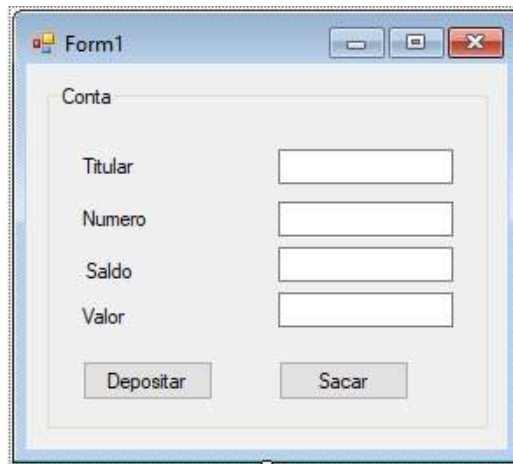 Form1
Conta
Titular
Numero
Saldo
Valor
Depositar Sacar